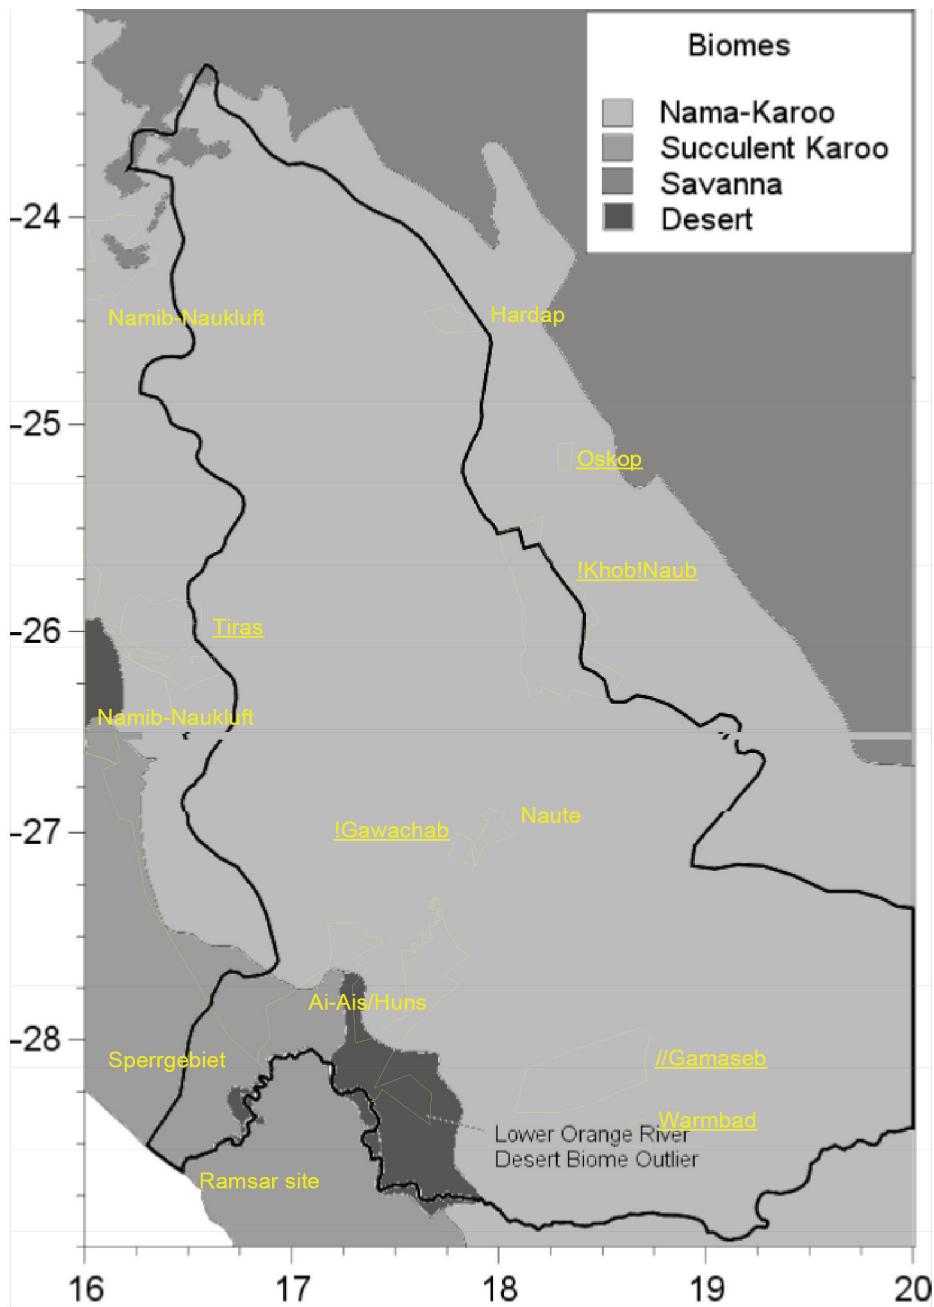 Biomes
Nama-Karoo
Succulent Karoo
Savanna
Desert
-24
Namib-Naukluft
Hardap
-25
Oskop
!Khob!Naub
-26
Tiras
Namib-Naukluft
-27
!Gawachab
Naute
Ai-Ais/Huns
-28
Sperrgebiet
//Gamaseb
Warmbad
Lower Orange River
Desert Biome Outlier
Ramsar site
16
17
18
19
20